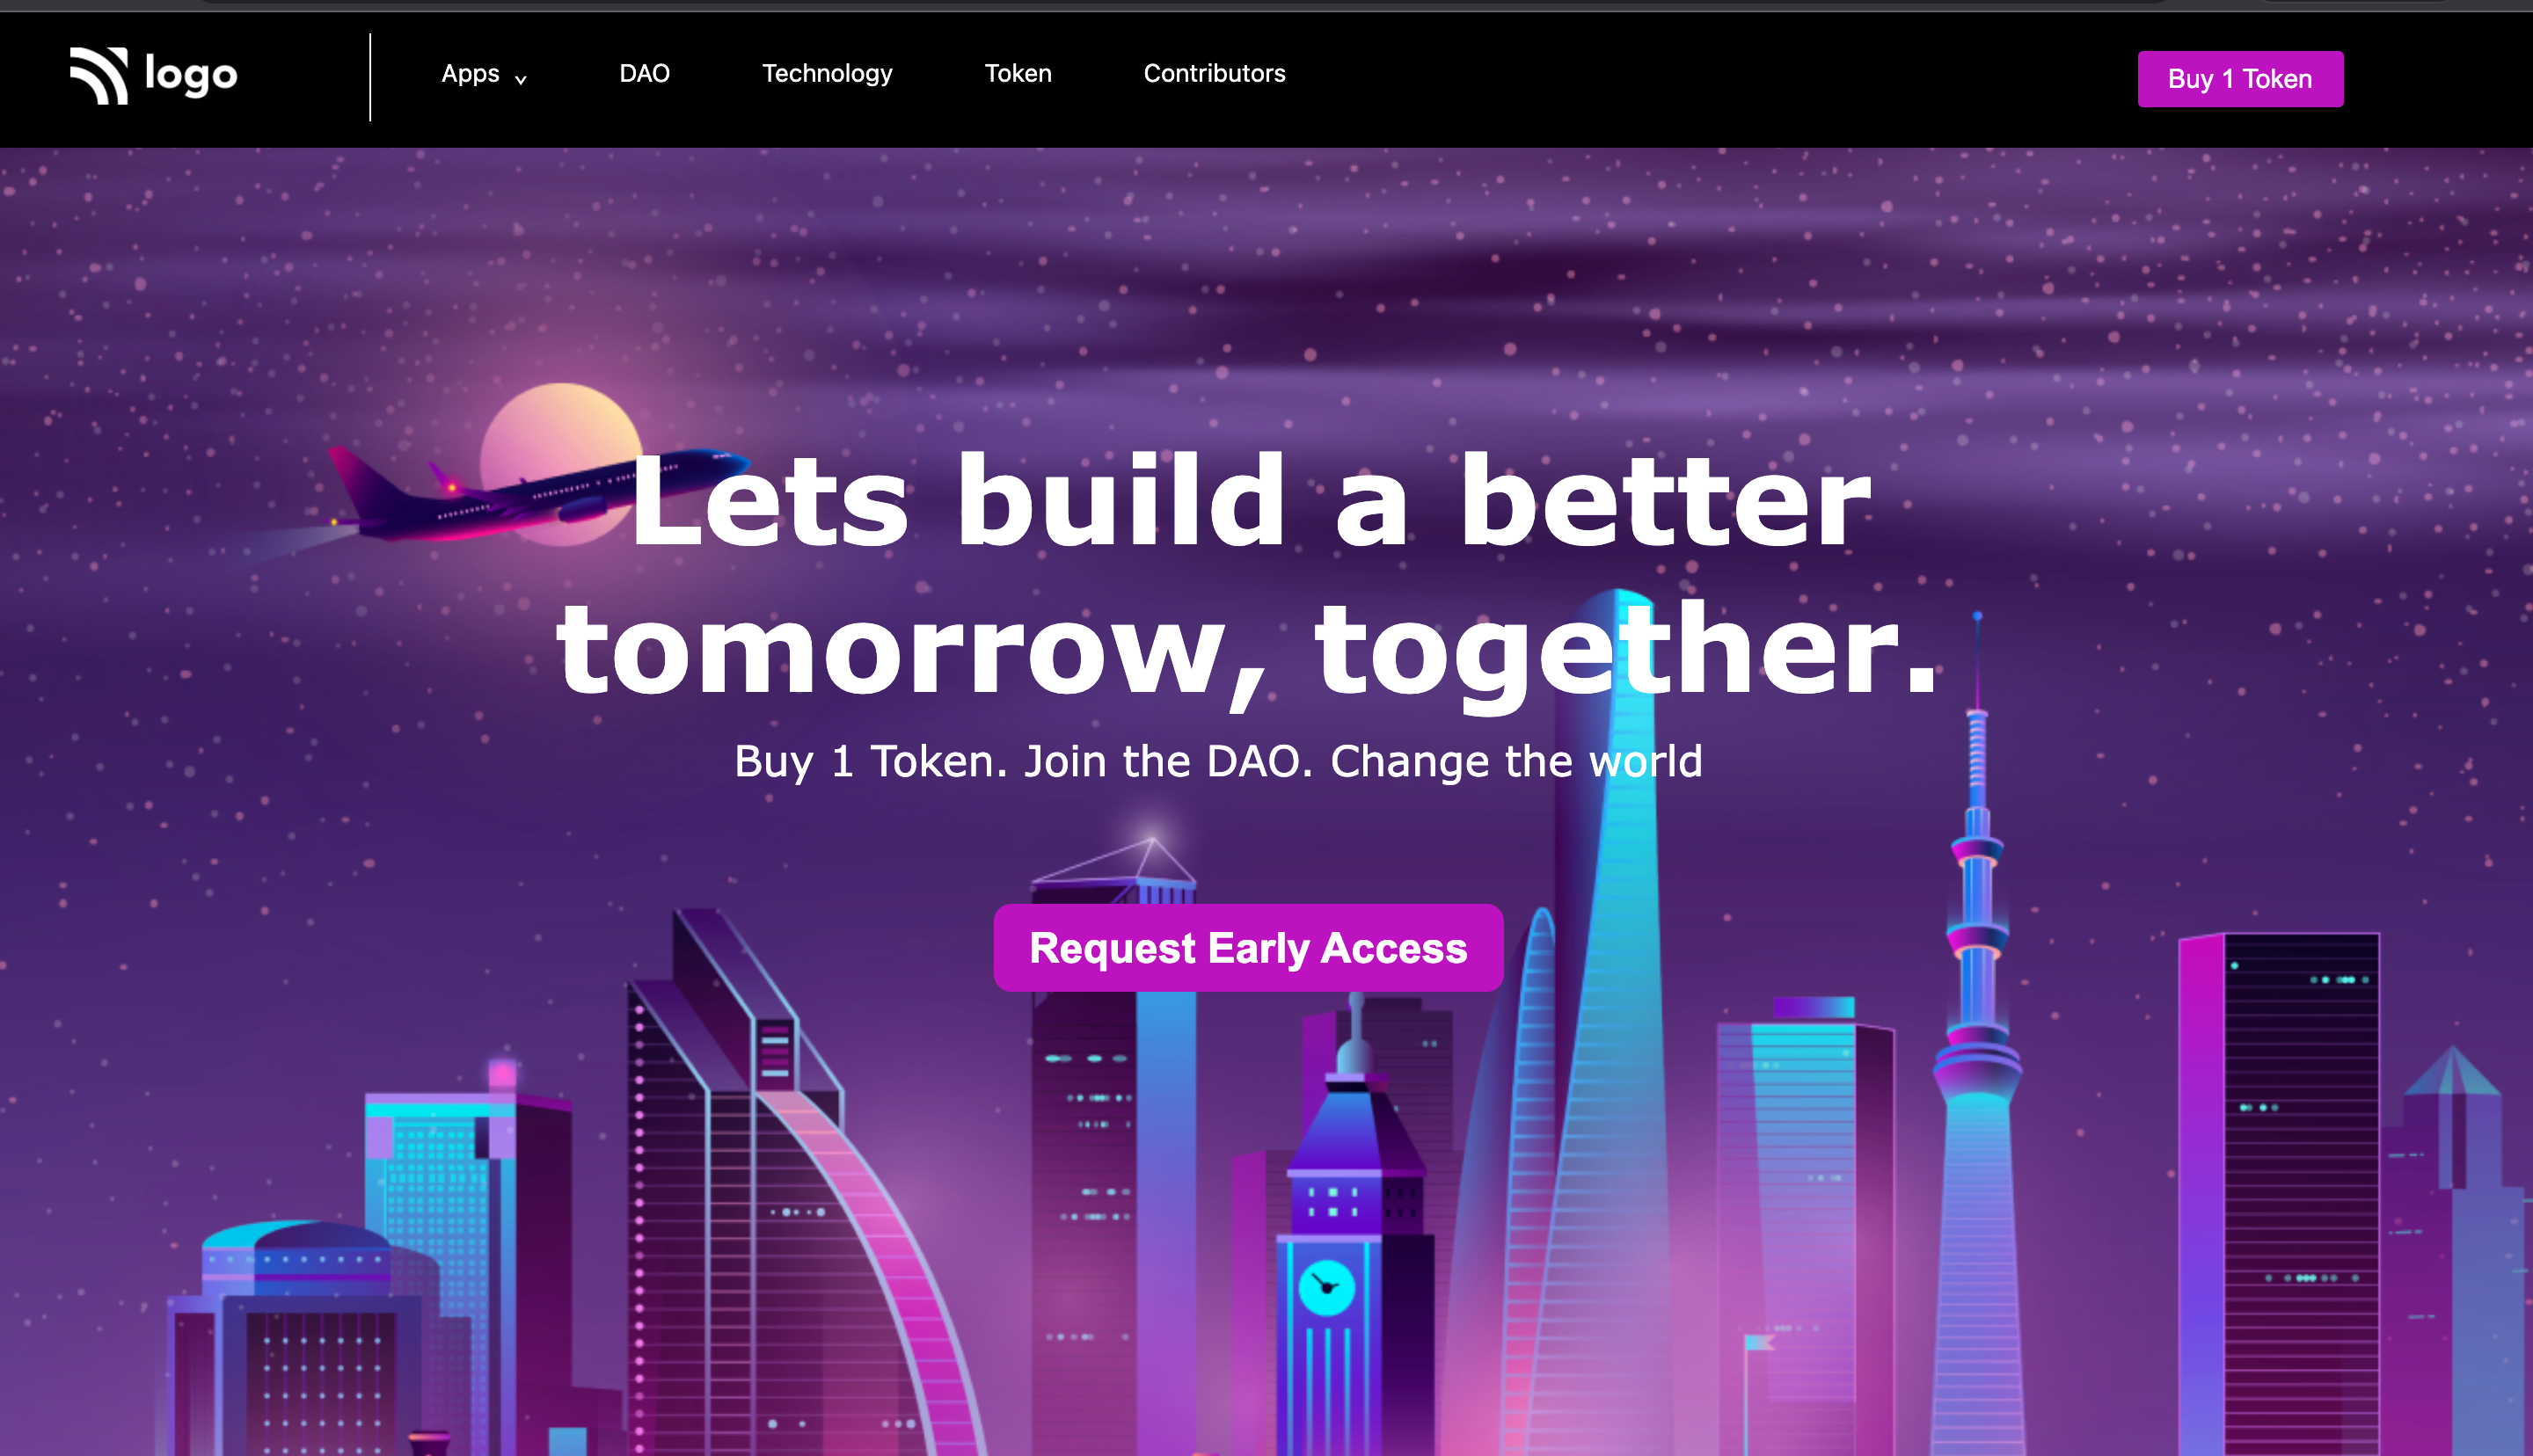 logo
Apps
DAO
Technology
Token
Contributors
Buy 1 Token
Lets build a better
tomorrow, together.
Buy 1 Token. Join the DAO. Change the world
Request Early Access